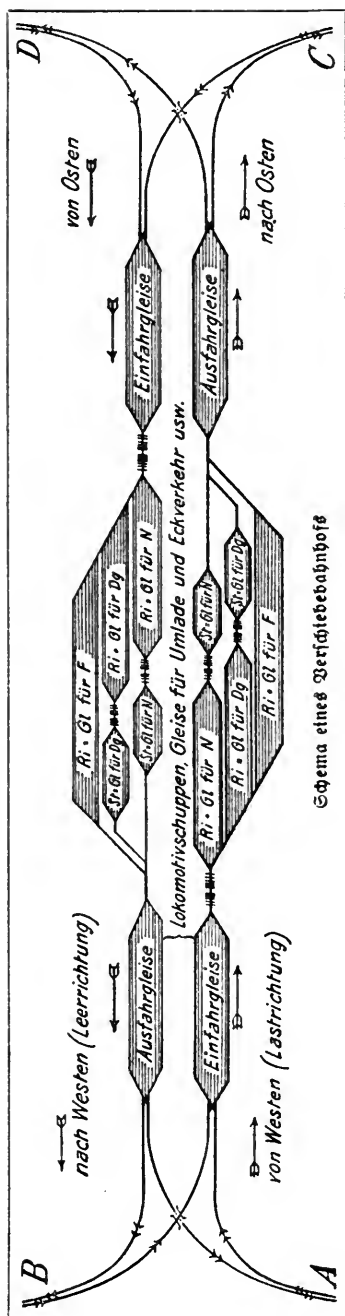 B
D
nach Westen (Leerrichtung)
von Osten
Ausfahrgleise
Ri = Gl für F
St=Gl für Dg
Ri = Gl für Dg
St=Gl für N
Ri = Gl für N
Einfahrgleise
Lokomotivschuppen, Gleise für Umlade und Eckverkehr usw.
Einfahrgleise
Ri = Gl für N
St=Gl für N
Ri = Gl für Dg
St=Gl für Dg
Ri = Gl für F
Ausfahrgleise
von Westen (Lastrichtung)
nach Osten
A
C
Schema eines Verschiebebahnhofs